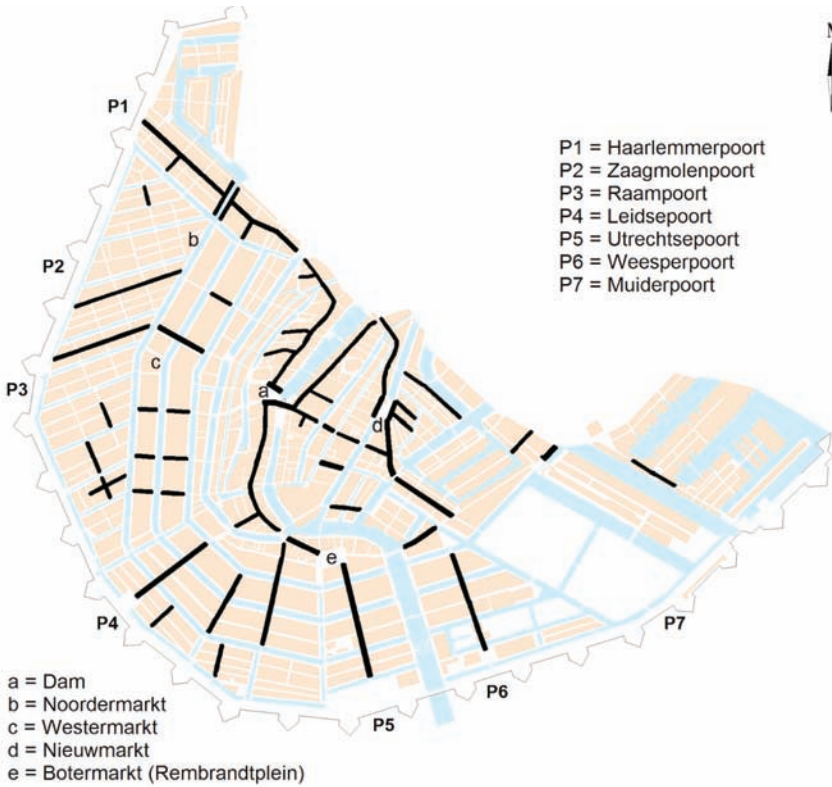 N
P1
P1 = Haarlemmerpoort
P2 = Zaagmolenpoort
P3 = Raampoort
P4 = Leidsepoort
P5 = Utrechtsepoort
P6 = Weesperpoort
P7 = Muiderpoort
b
P2
c
P3
a
d
e
P4
P7
a = Dam
b = Noordermarkt
c = Westermarkt
d = Nieuwmarkt
e = Botermarkt (Rembrandtplein)
P5
P6